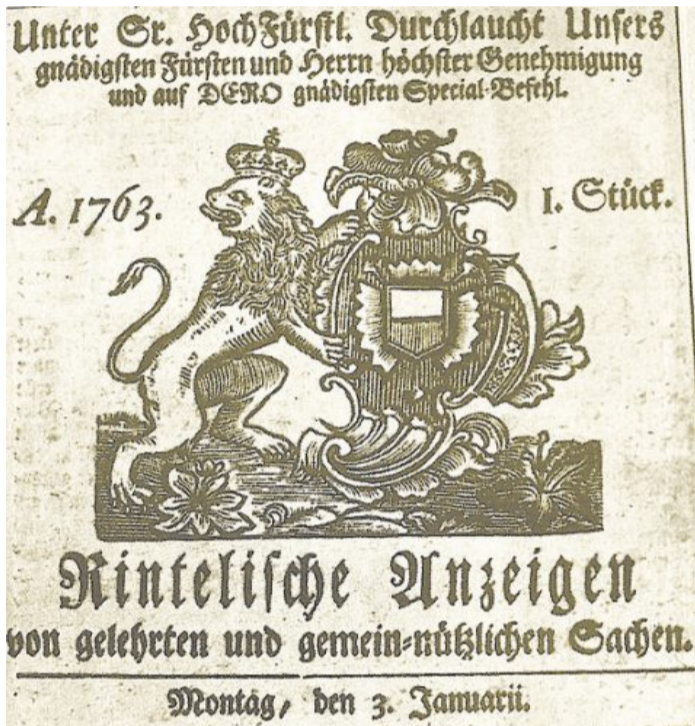 Unter Sr. HochFürstl. Durchlaucht Unsers
gnädigsten Fürsten und Herrn höchster Genehmigung
und auf DERO gnädigsten Special-Befehl.
A. 1763.
I. Stück.
Rintelische Anzeigen
von gelehrten und gemein-nützlichen Sachen.
Montag, den 3. Januarii.